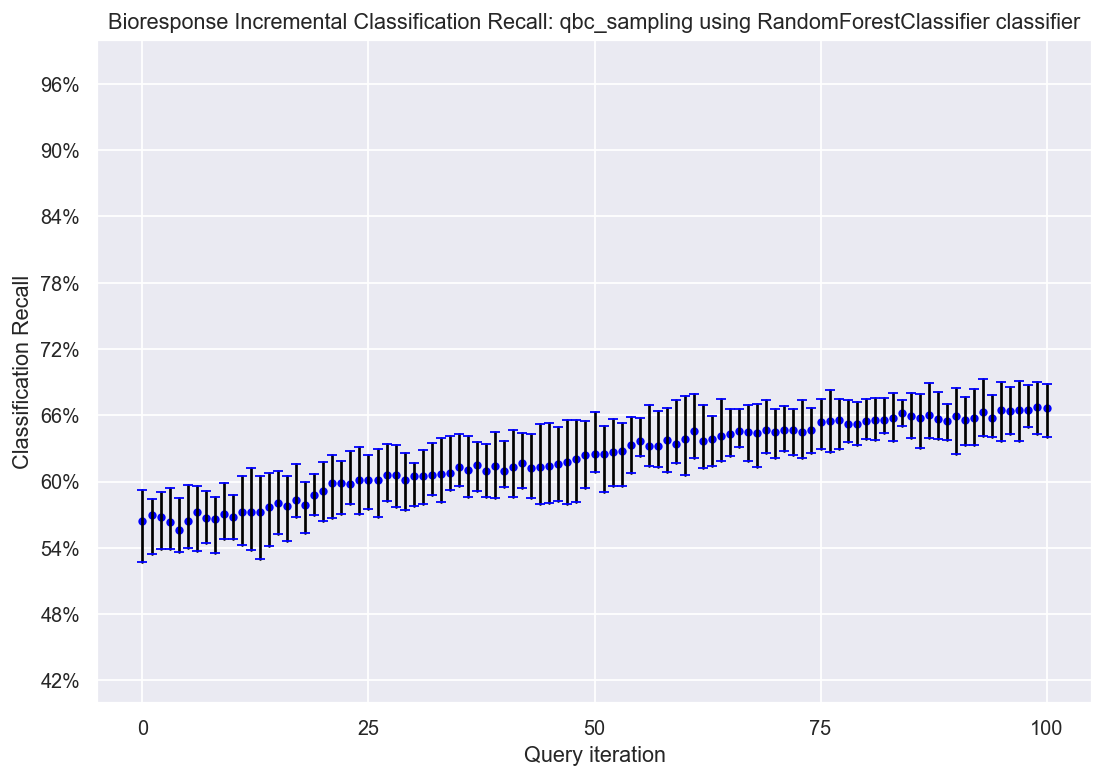 Bioresponse Incremental Classification Recall: qbc_sampling using RandomForestClassifier classifier
96%
90%
84%
78%
72%
66%
60%
54%
48%
42%
Classification Recall
0 25 50 75 100
Query iteration